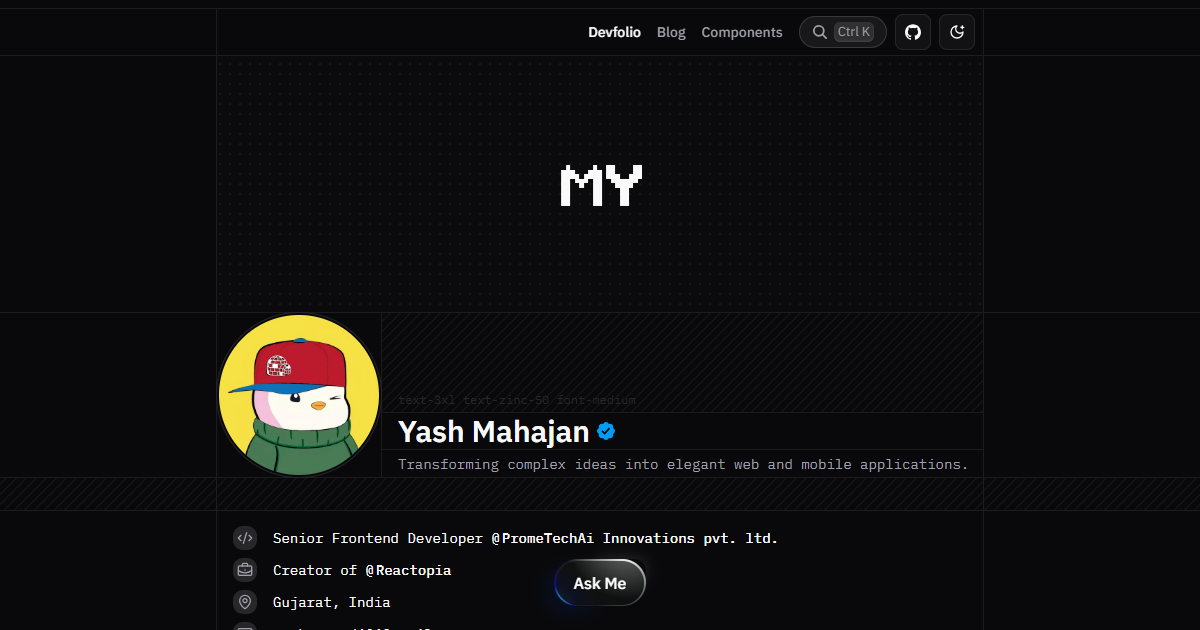 Devfolio Blog Components Ctrl K
MY
text-3xl text-zinc-50 font-medium
Yash Mahajan
Transforming complex ideas into elegant web and mobile applications.
Senior Frontend Developer @PromeTechAi Innovations pvt. ltd.
Creator of @Reactopia
Ask Me
Gujarat, India